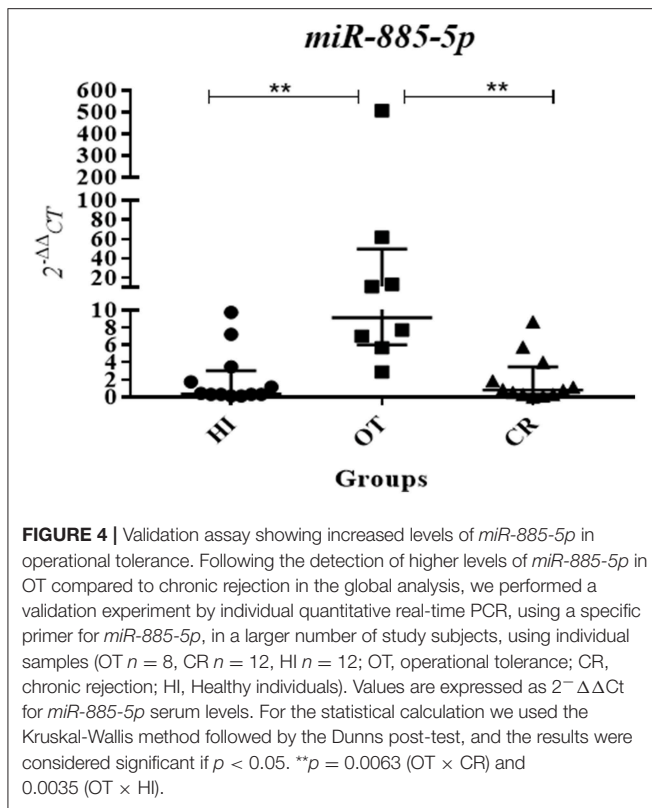 miR-885-5p
600
500
400
300
200
100
80
60
40
20
10
8
6
4
2
0
2^-ΔΔCT
** **
HI OT CR
Groups
FIGURE 4 | Validation assay showing increased levels of miR-885-5p in
operational tolerance. Following the detection of higher levels of miR-885-5p in
OT compared to chronic rejection in the global analysis, we performed a
validation experiment by individual quantitative real-time PCR, using a specific
primer for miR-885-5p, in a larger number of study subjects, using individual
samples (OT n = 8, CR n = 12, HI n = 12; OT, operational tolerance; CR,
chronic rejection; HI, Healthy individuals). Values are expressed as 2⁻ ΔΔCt
for miR-885-5p serum levels. For the statistical calculation we used the
Kruskal-Wallis method followed by the Dunns post-test, and the results were
considered significant if p < 0.05. **p = 0.0063 (OT × CR) and
0.0035 (OT × HI).